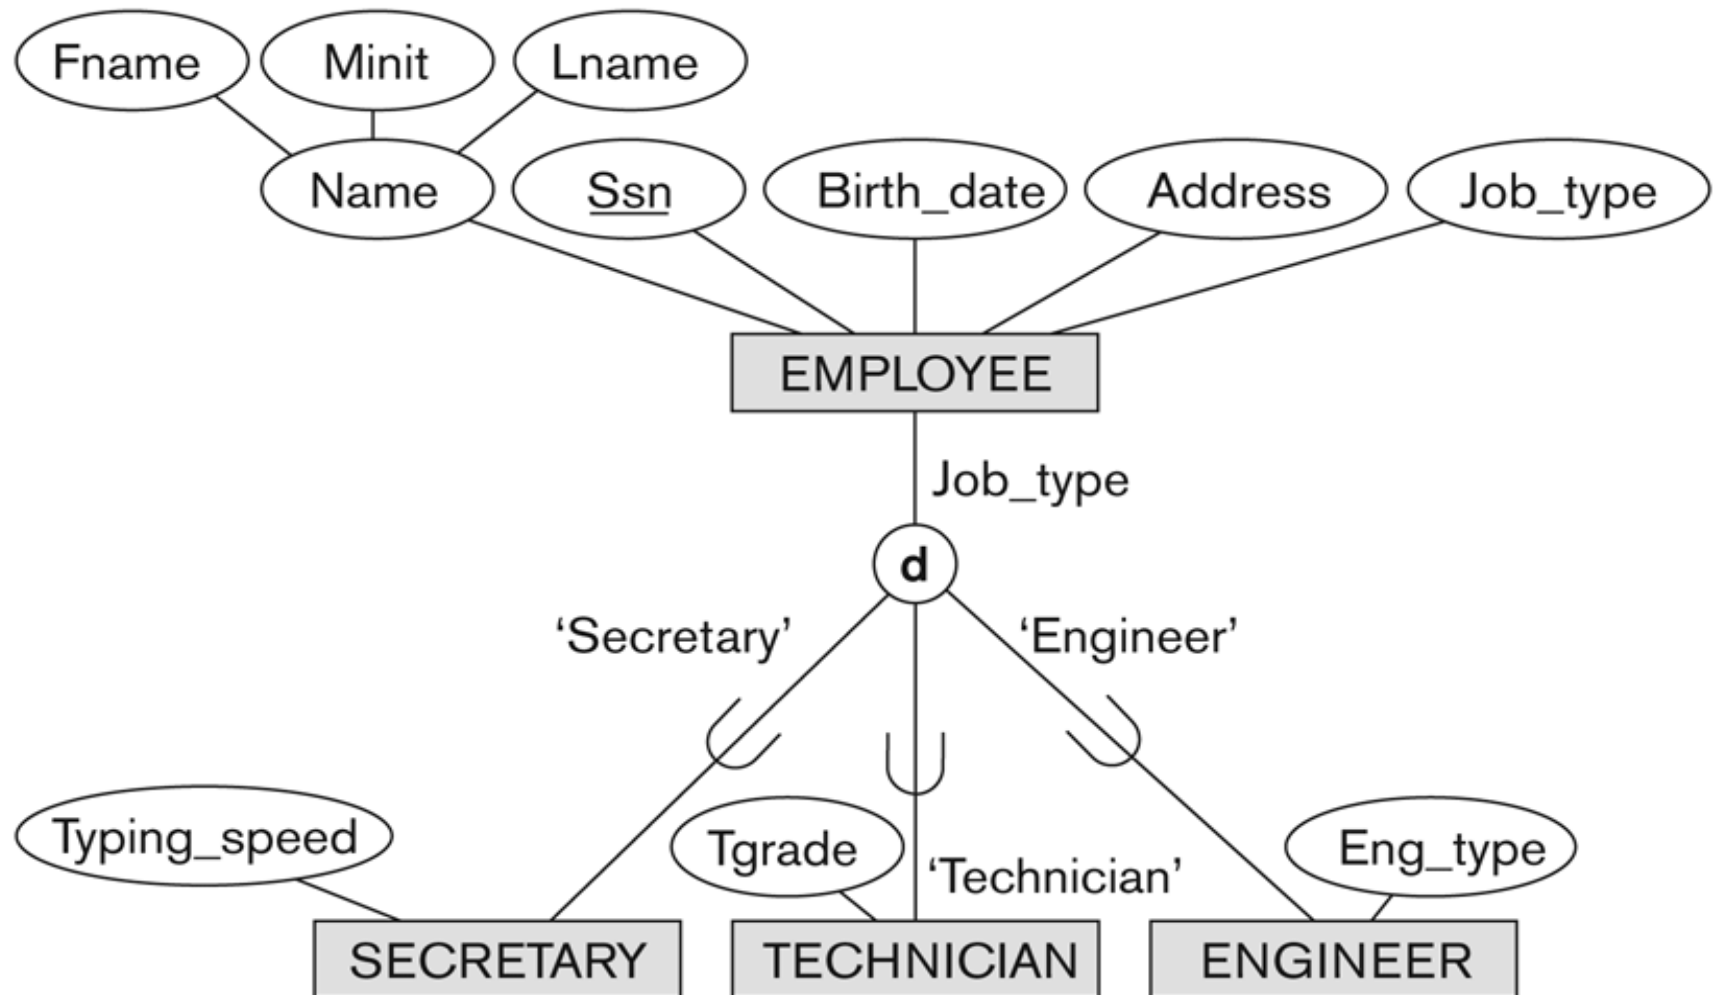 Fname Minit Lname
Name Ssn Birth_date Address Job_type
EMPLOYEE
Job_type
d
‘Secretary’ ‘Engineer’
Typing_speed Tgrade Eng_type
‘Technician’
SECRETARY TECHNICIAN ENGINEER